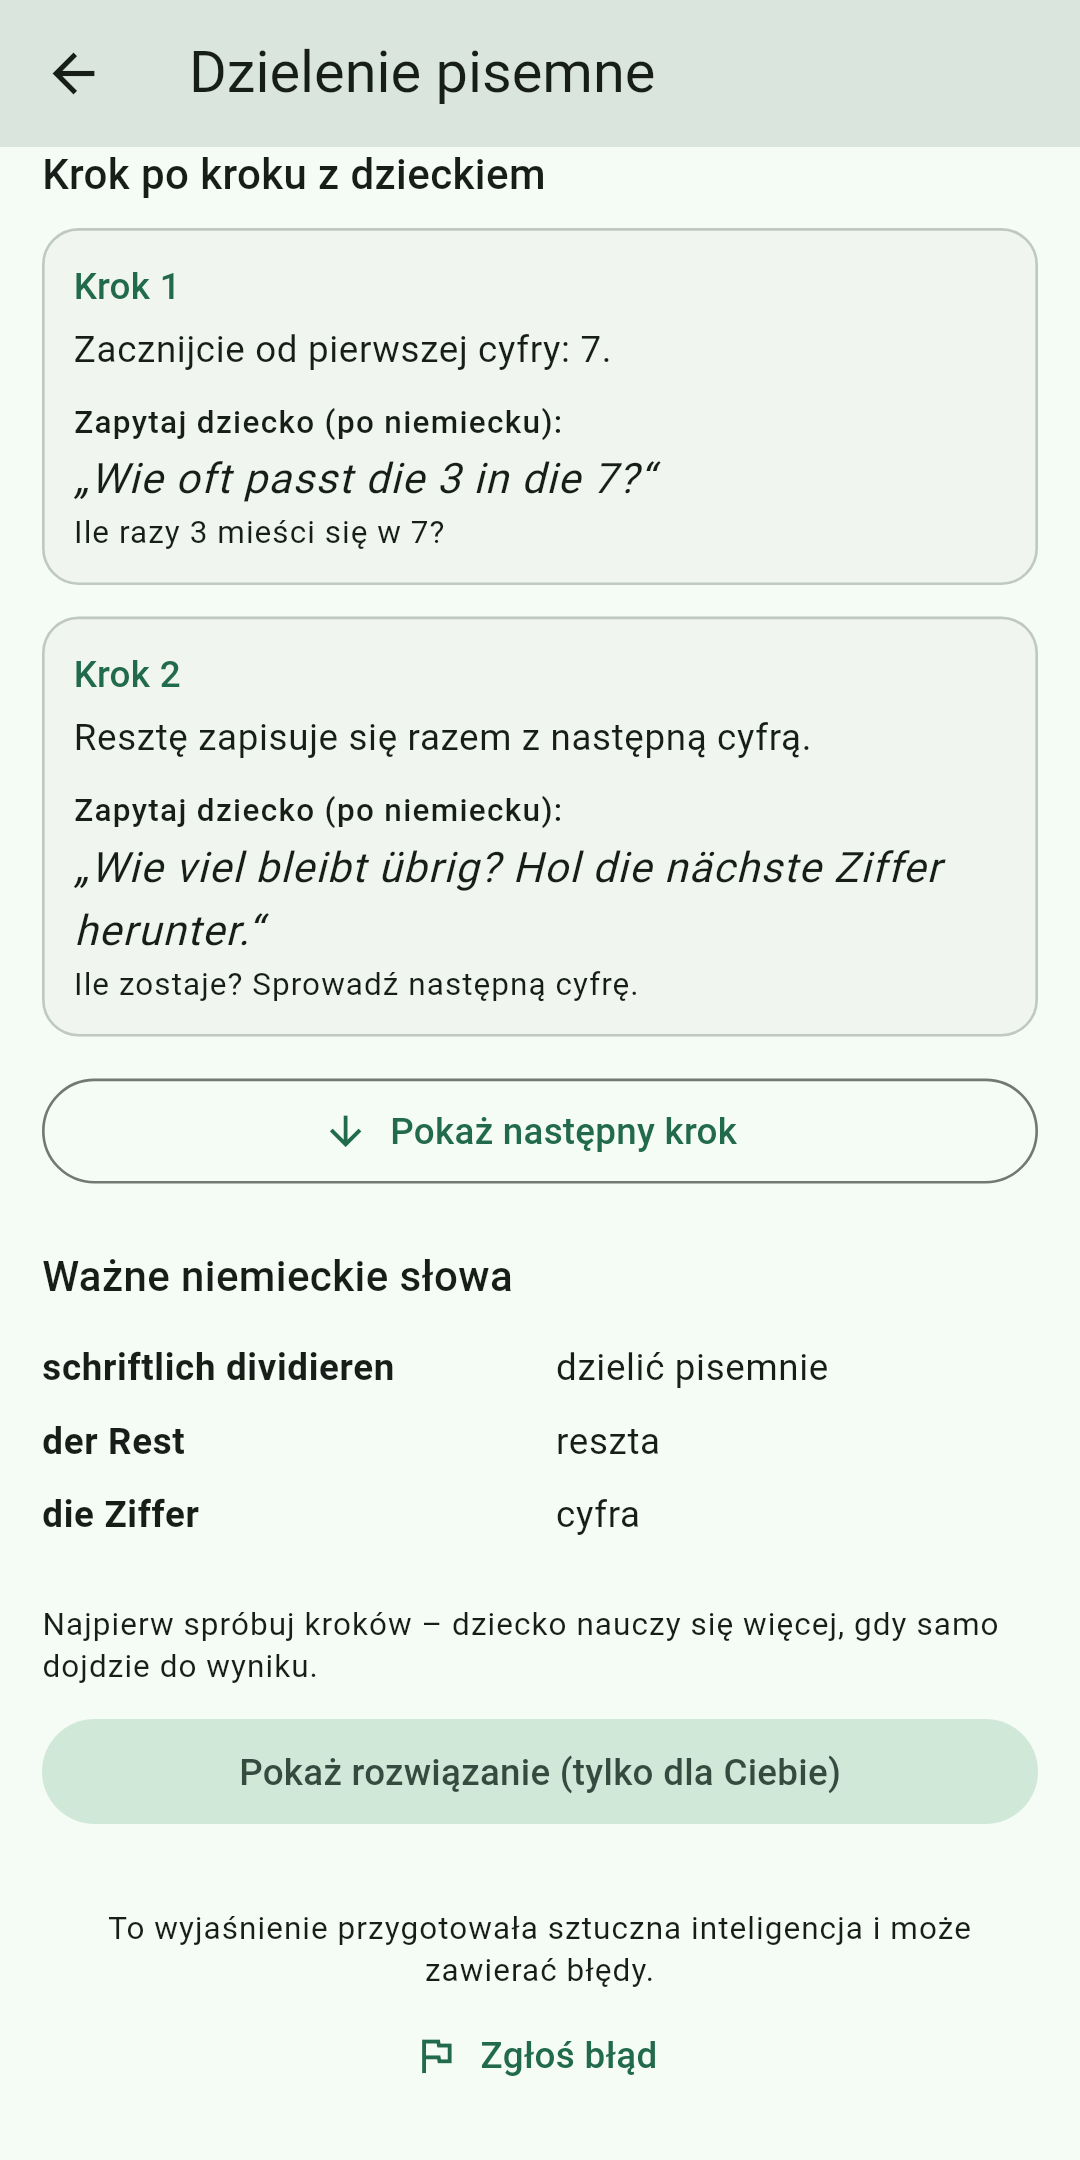 Dzielenie pisemne
Krok po kroku z dzieckiem
Krok 1
Zacznijcie od pierwszej cyfry: 7.
Zapytaj dziecko (po niemiecku):
„Wie oft passt die 3 in die 7?“
Ile razy 3 mieści się w 7?
Krok 2
Resztę zapisuje się razem z następną cyfrą.
Zapytaj dziecko (po niemiecku):
„Wie viel bleibt übrig? Hol die nächste Ziffer
herunter.“
Ile zostaje? Sprowadź następną cyfrę.
Pokaż następny krok
Ważne niemieckie słowa
schriftlich dividieren dzielić pisemnie
der Rest reszta
die Ziffer cyfra
Najpierw spróbuj kroków – dziecko nauczy się więcej, gdy samo
dojdzie do wyniku.
Pokaż rozwiązanie (tylko dla Ciebie)
To wyjaśnienie przygotowała sztuczna inteligencja i może
zawierać błędy.
Zgłoś błąd